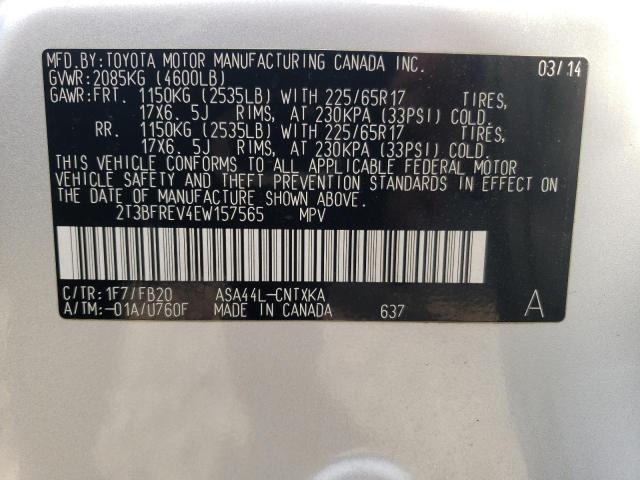 MFD.BY: TOYOTA MOTOR MANUFACTURING CANADA INC. 03/14
GVWR: 2085KG (4600LB)
GAWR: FRT. 1150KG (2535LB) WITH 225/65R17 TIRES,
17X6. 5J RIMS, AT 230KPA (33PSI) COLD.
RR. 1150KG (2535LB) WITH 225/65R17 TIRES,
17X6. 5J RIMS, AT 230KPA (33PSI) COLD.
THIS VEHICLE CONFORMS TO ALL APPLICABLE FEDERAL MOTOR
VEHICLE SAFETY AND THEFT PREVENTION STANDARDS IN EFFECT ON
THE DATE OF MANUFACTURE SHOWN ABOVE.
2T3BFREV4EW157565 MPV
C/TR: 1F7/FB20 ASA44L-CNTXKA
A/TM:-01A/U760F MADE IN CANADA 637 A